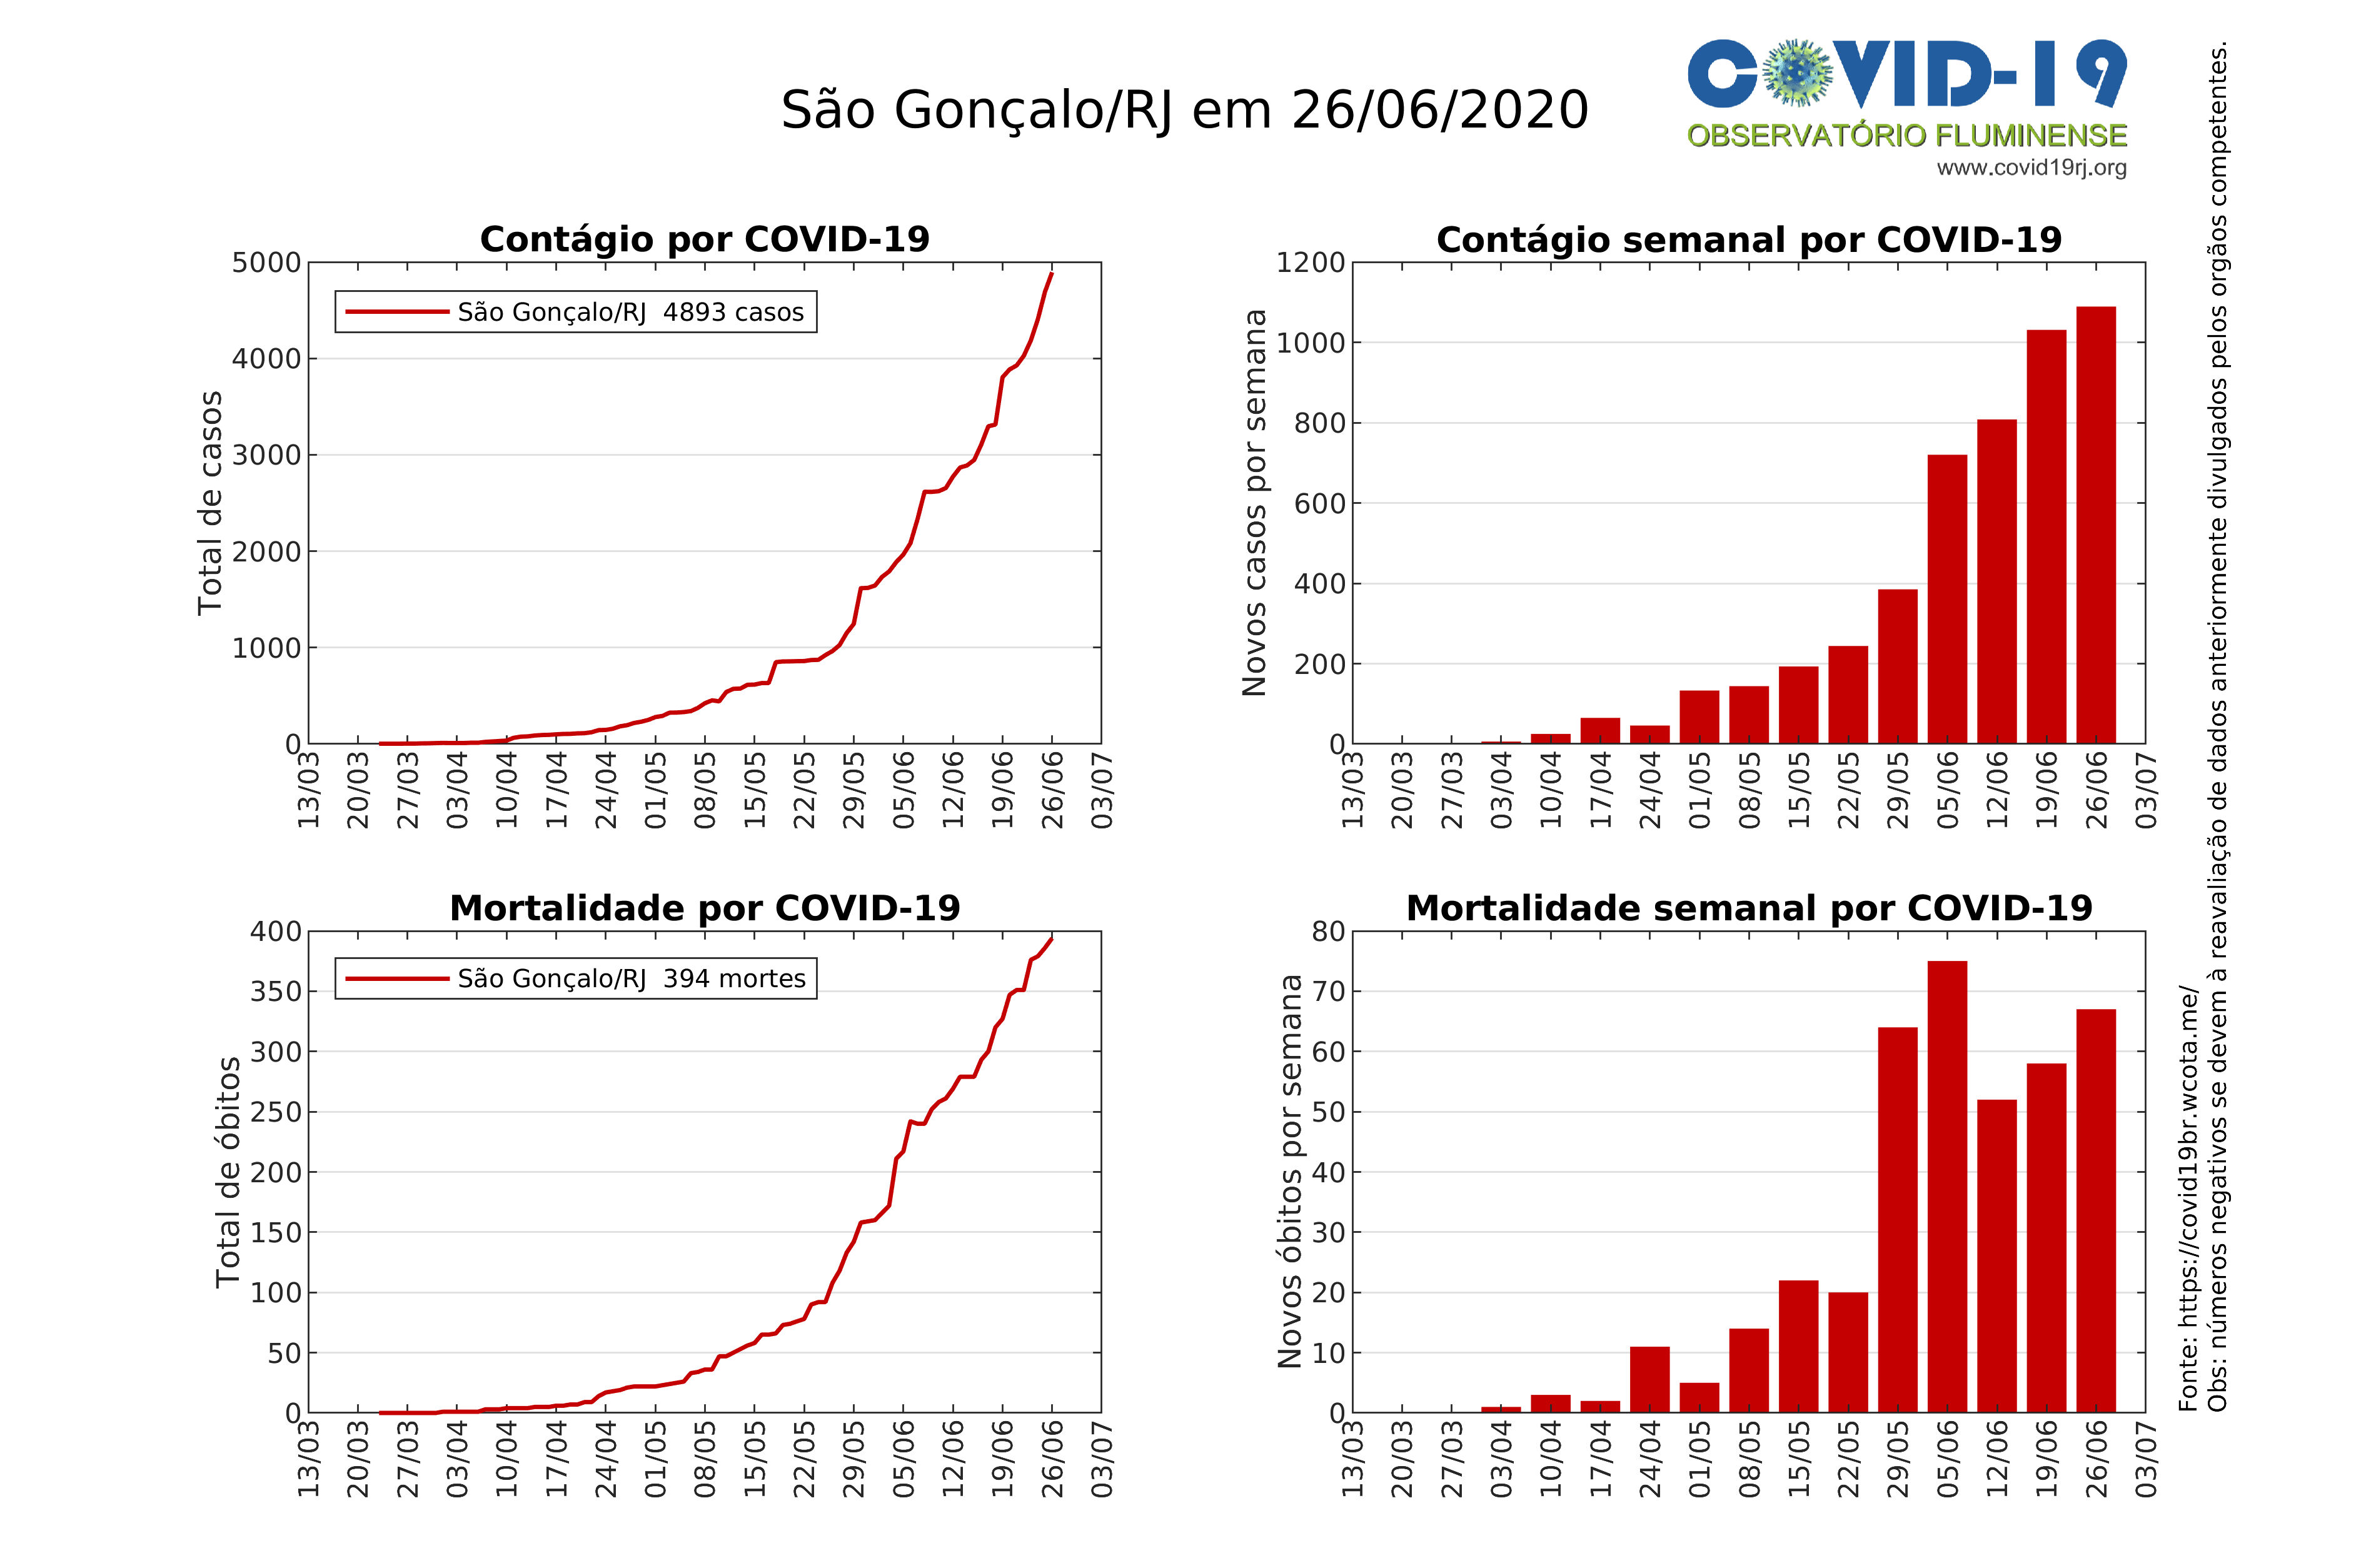 São Gonçalo/RJ em 26/06/2020
COVID-19
OBSERVATÓRIO FLUMINENSE
www.covid19rj.org
Contágio por COVID-19
Total de casos
5000
4000
3000
2000
1000
0
São Gonçalo/RJ 4893 casos
13/03 20/03 27/03 03/04 10/04 17/04 24/04 01/05 08/05 15/05 22/05 29/05 05/06 12/06 19/06 26/06 03/07
Contágio semanal por COVID-19
Novos casos por semana
1200
1000
800
600
400
200
0
13/03 20/03 27/03 03/04 10/04 17/04 24/04 01/05 08/05 15/05 22/05 29/05 05/06 12/06 19/06 26/06 03/07
Mortalidade por COVID-19
Total de óbitos
400
350
300
250
200
150
100
50
0
São Gonçalo/RJ 394 mortes
13/03 20/03 27/03 03/04 10/04 17/04 24/04 01/05 08/05 15/05 22/05 29/05 05/06 12/06 19/06 26/06 03/07
Mortalidade semanal por COVID-19
Novos óbitos por semana
80
70
60
50
40
30
20
10
0
13/03 20/03 27/03 03/04 10/04 17/04 24/04 01/05 08/05 15/05 22/05 29/05 05/06 12/06 19/06 26/06 03/07
Fonte: https://covid19br.wcota.me/
Obs: números negativos se devem à reavaliação de dados anteriormente divulgados pelos orgãos competentes.